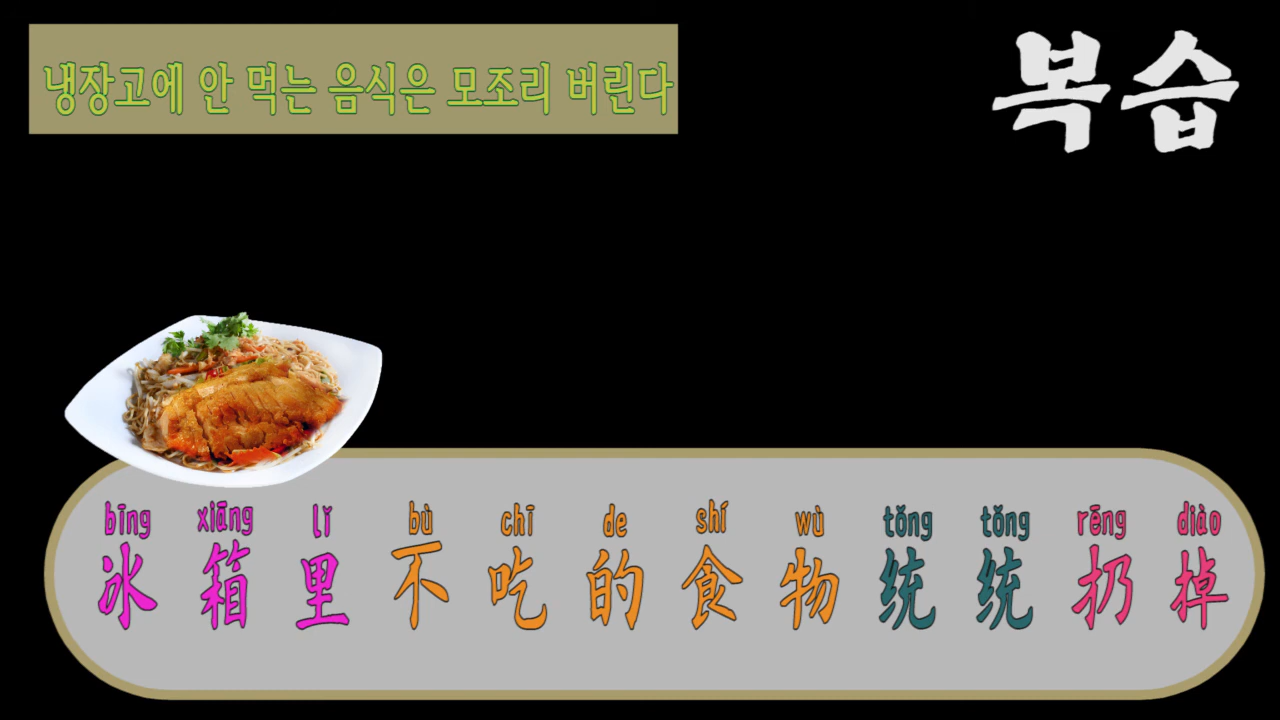 냉장고에 안 먹는 음식은 모조리 버린다
복습
bīng xiāng lǐ bù chī de shí wù tǒng tǒng rēng diào
冰箱里不吃的食物统统扔掉